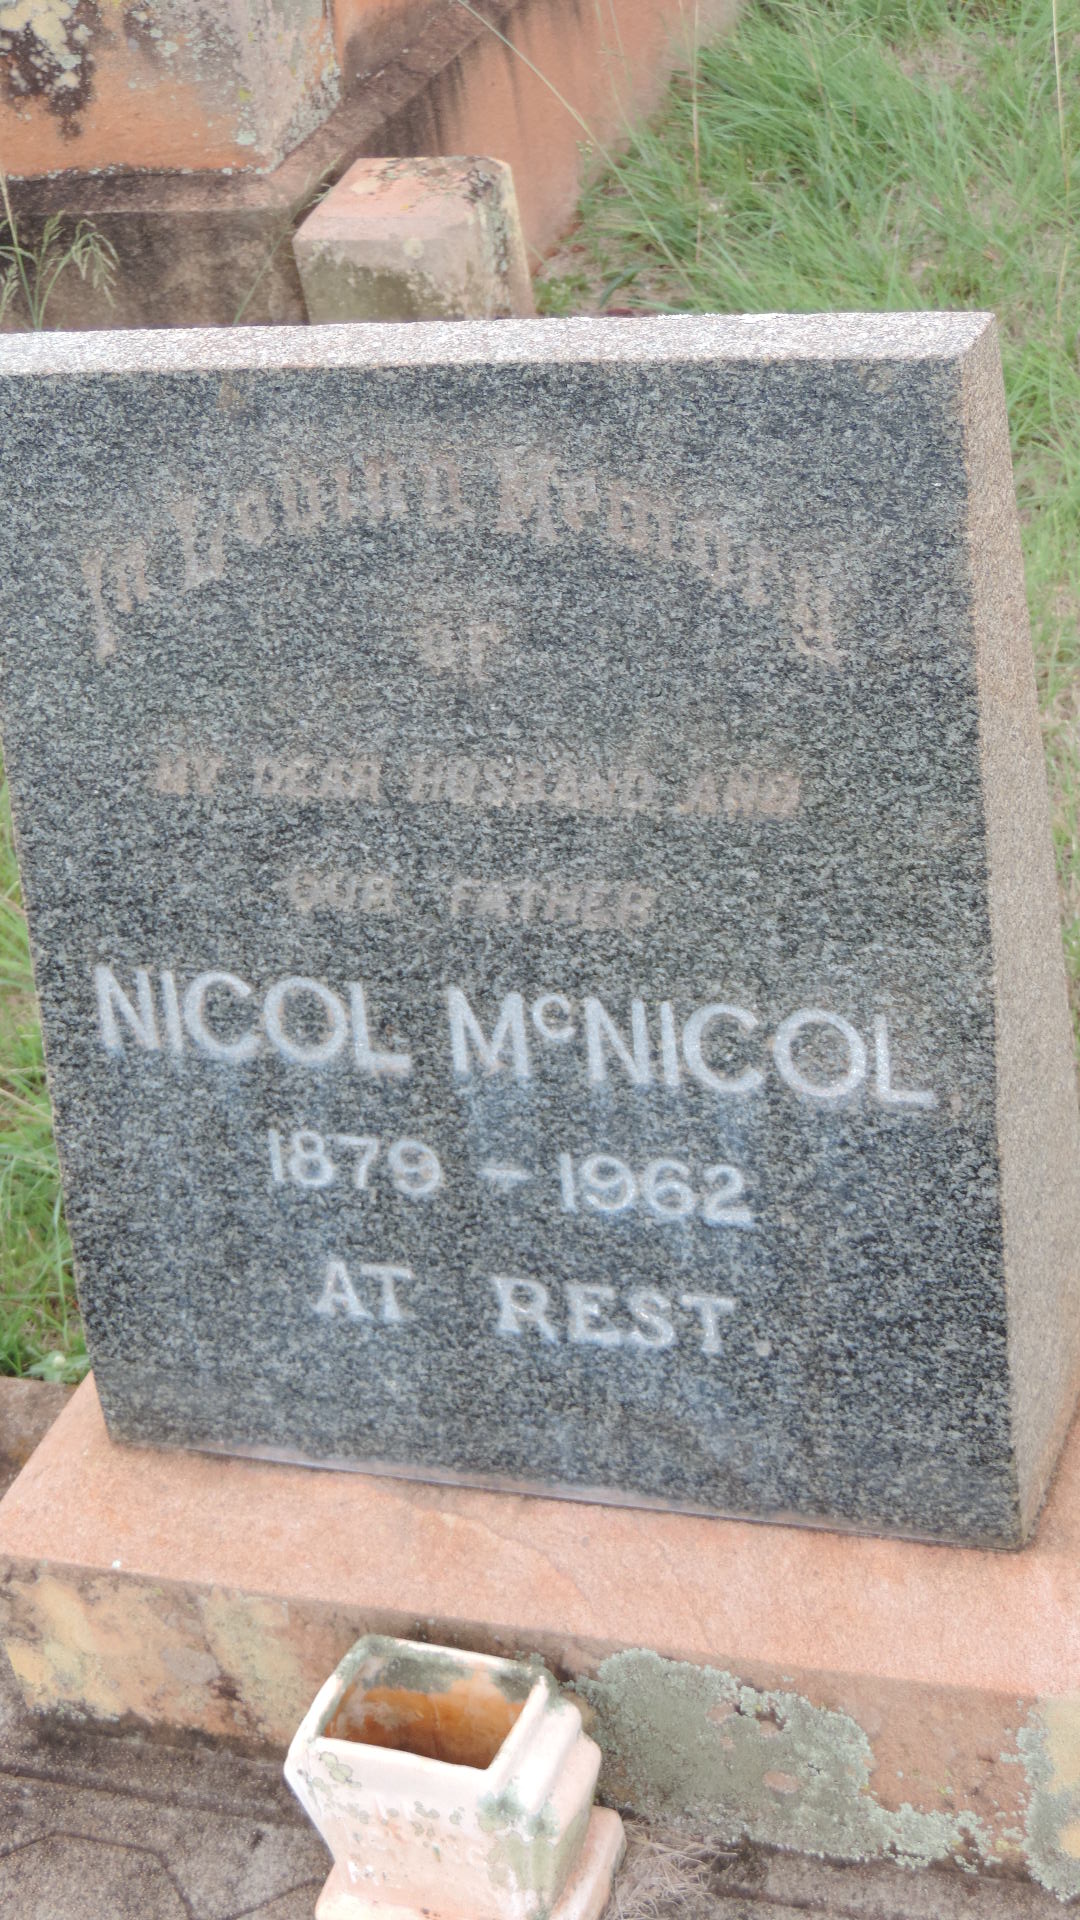 In Loving Memory
OF
MY DEAR HUSBAND AND
OUR FATHER
NICOL McNICOL,
1879 - 1962
AT REST.